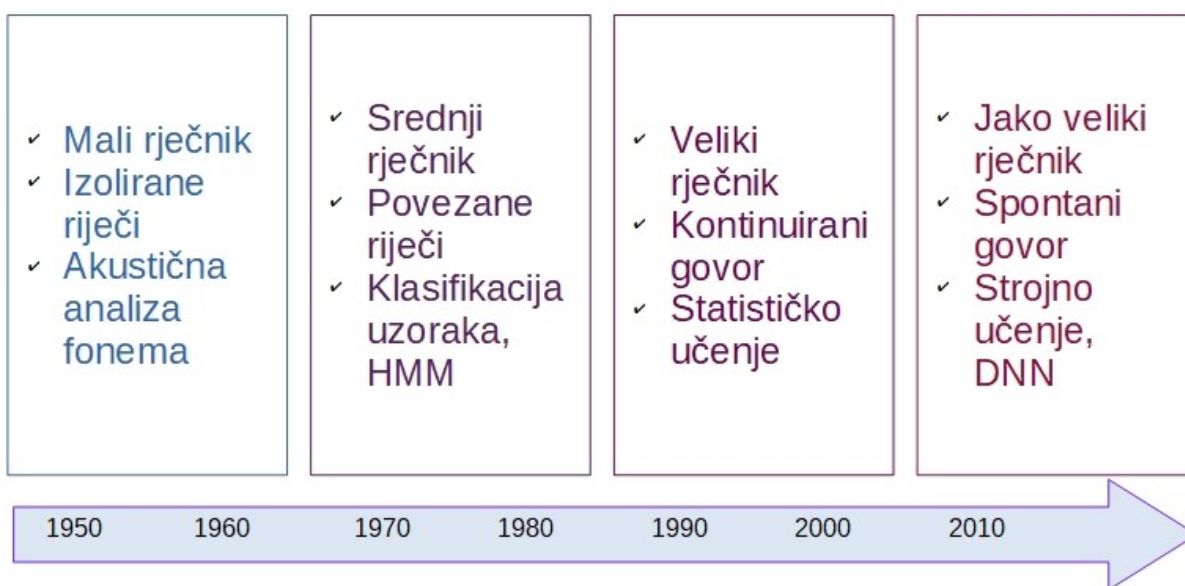 ✓ Mali rječnik
✓ Izolirane
riječi
✓ Akustična
analiza
fonema
✓ Srednji
rječnik
✓ Povezane
riječi
✓ Klasifikacija
uzoraka,
HMM
✓ Veliki
rječnik
✓ Kontinuirani
govor
✓ Statističko
učenje
✓ Jako veliki
rječnik
✓ Spontani
govor
✓ Strojno
učenje,
DNN
1950 1960 1970 1980 1990 2000 2010